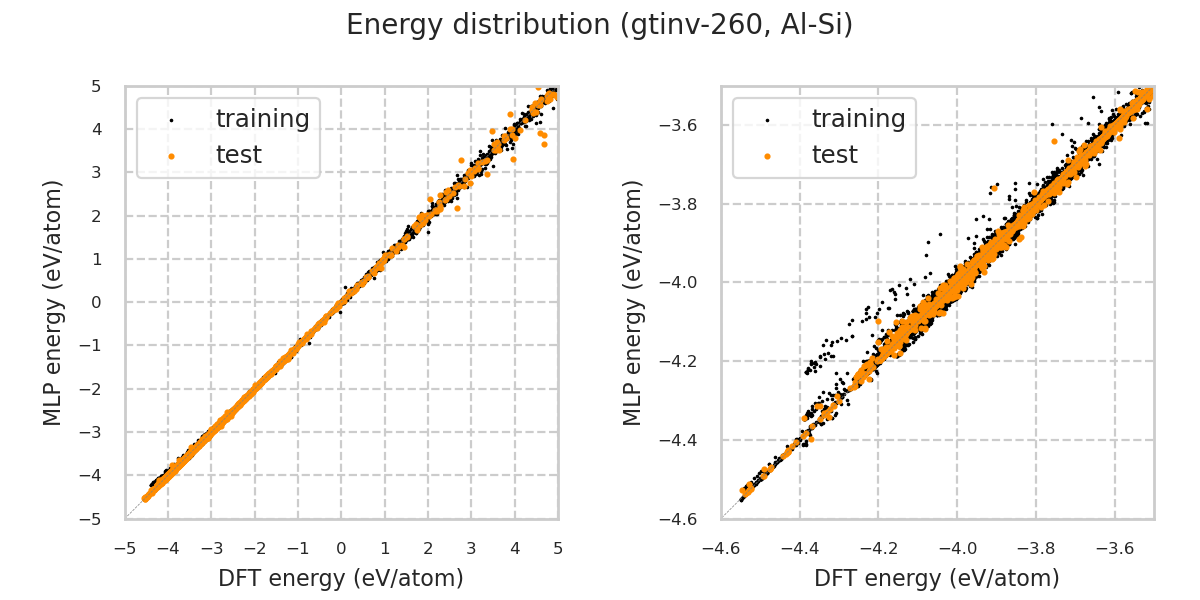 Energy distribution (gtinv-260, Al-Si)
training
test
5
4
3
2
1
0
−1
−2
−3
−4
−5
−5 −4 −3 −2 −1 0 1 2 3 4 5
MLP energy (eV/atom)
DFT energy (eV/atom)
training
test
−3.6
−3.8
−4.0
−4.2
−4.4
−4.6
−4.6 −4.4 −4.2 −4.0 −3.8 −3.6
MLP energy (eV/atom)
DFT energy (eV/atom)